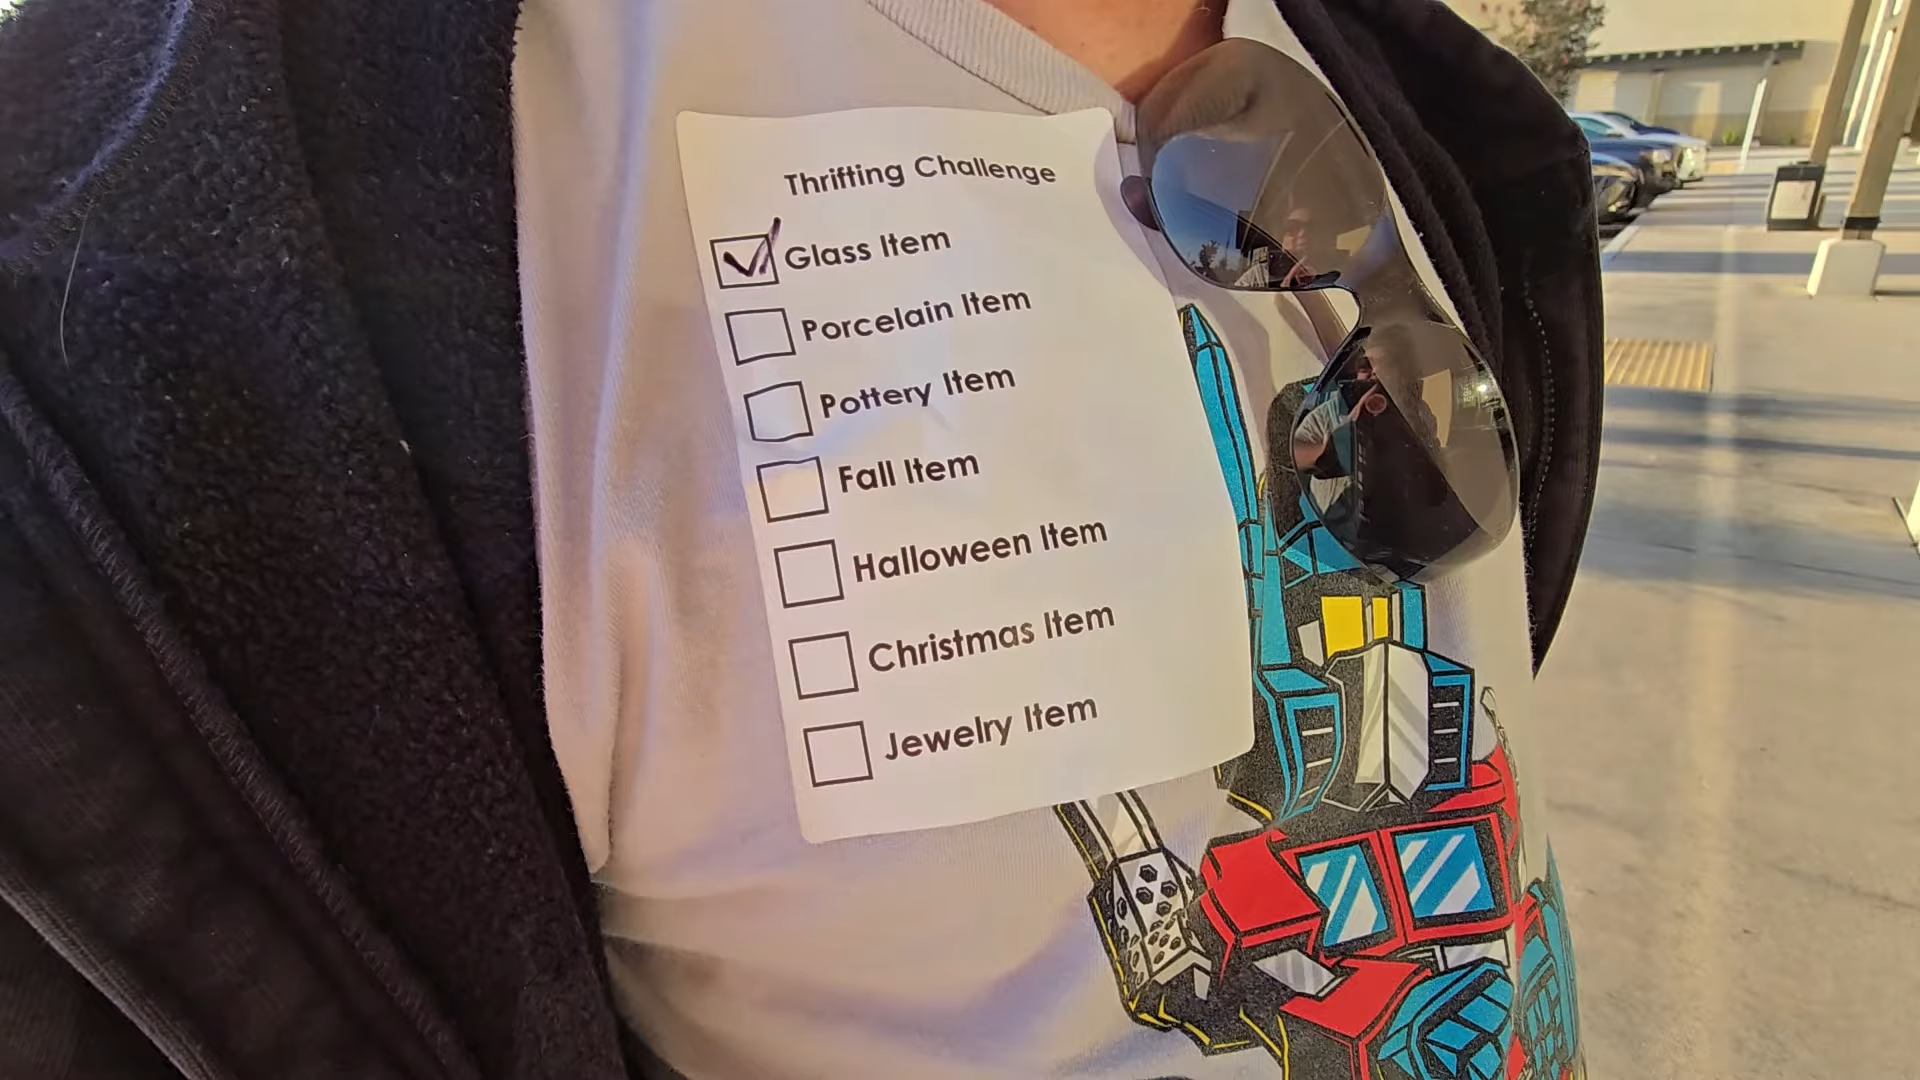 Thrifting Challenge
Glass Item
Porcelain Item
Pottery Item
Fall Item
Halloween Item
Christmas Item
Jewelry Item